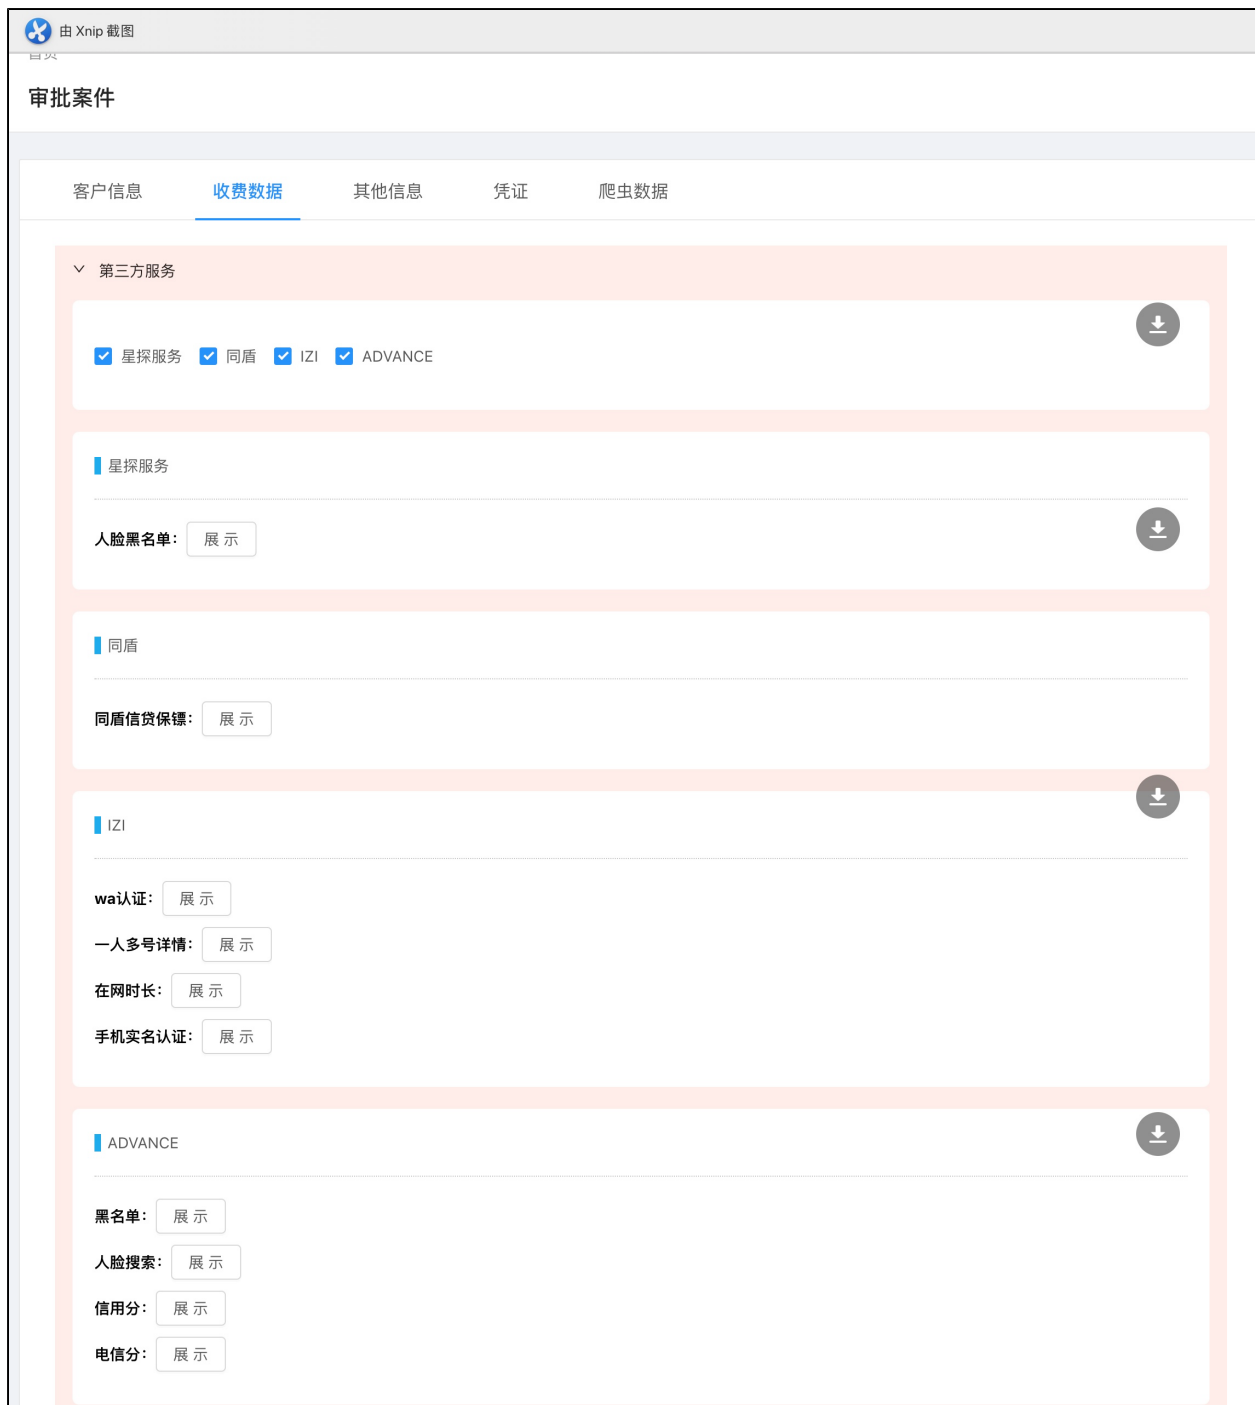 由 Xnip 截图
首页
审批案件
客户信息 收费数据 其他信息 凭证 爬虫数据
第三方服务
星探服务 同盾 IZI ADVANCE
星探服务
人脸黑名单： 展 示
同盾
同盾信贷保镖： 展 示
IZI
wa认证： 展 示
一人多号详情： 展 示
在网时长： 展 示
手机实名认证： 展 示
ADVANCE
黑名单： 展 示
人脸搜索： 展 示
信用分： 展 示
电信分： 展 示